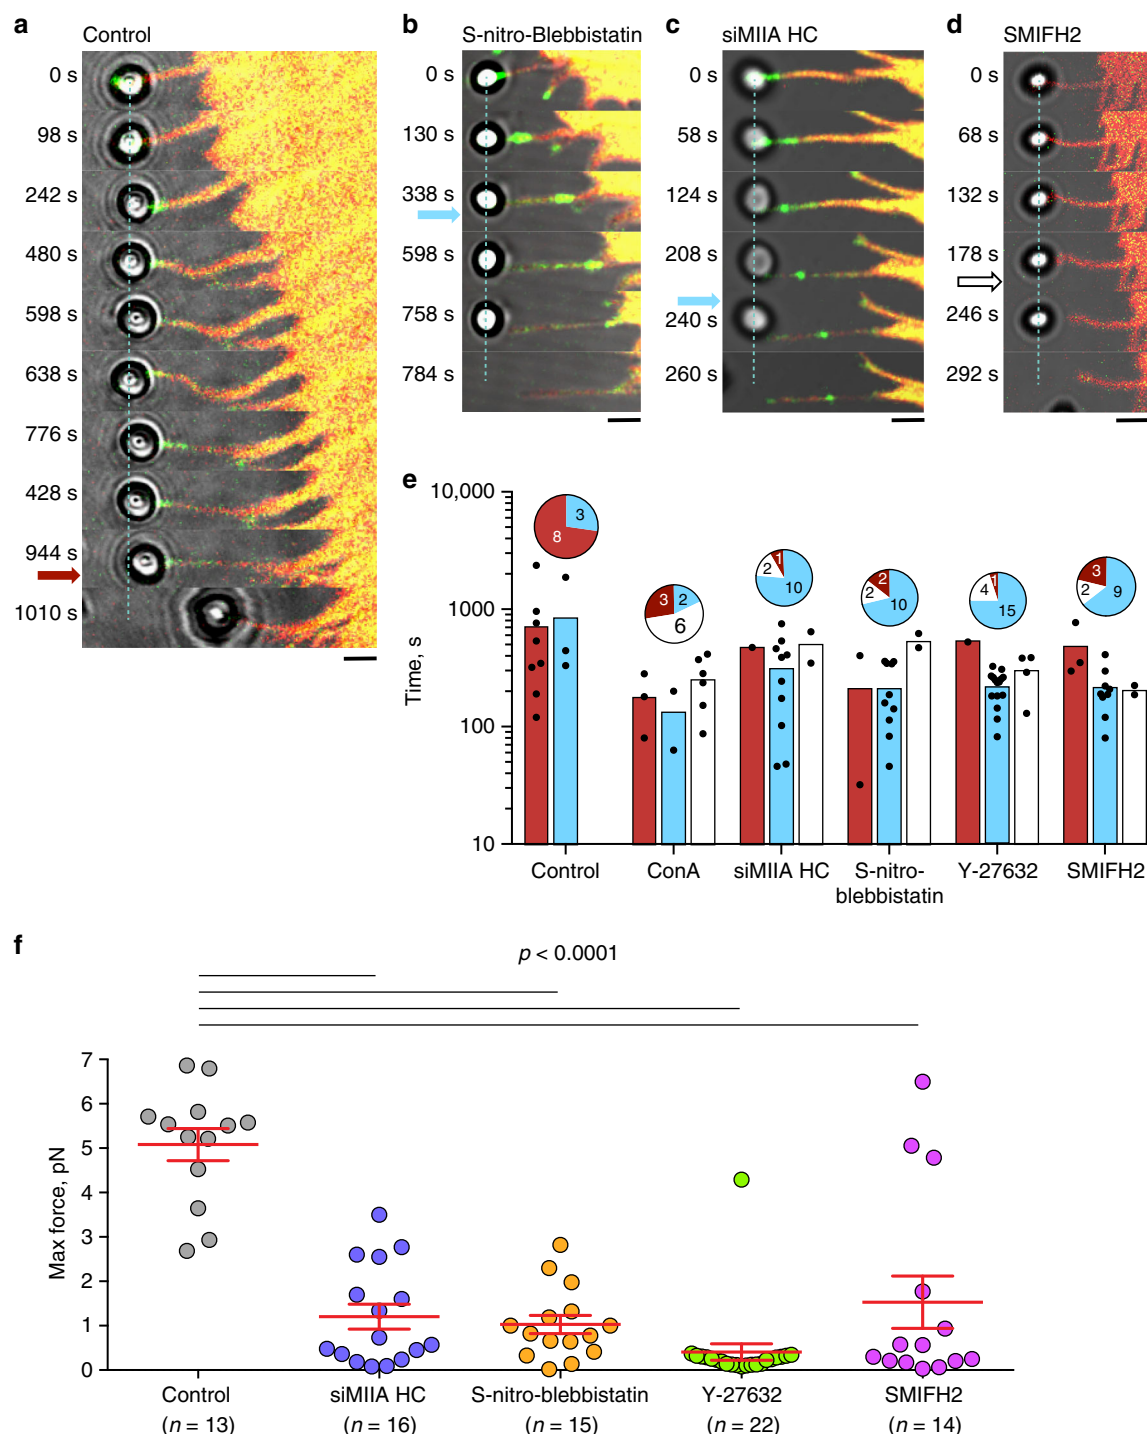 a
Control
0 s
98 s
242 s
480 s
598 s
638 s
776 s
428 s
944 s
1010 s
b
S-nitro-Blebbistatin
0 s
130 s
338 s
598 s
758 s
784 s
c
siMIIA HC
0 s
58 s
124 s
208 s
240 s
260 s
d
SMIFH2
0 s
68 s
132 s
178 s
246 s
292 s
e
Time, s
10,000
1000
100
10
3
8
3
2
6
1
2
10
2
2
10
1
4
15
3
2
9
Control
ConA
siMIIA HC
S-nitro-
blebbistatin
Y-27632
SMIFH2
f
p < 0.0001
Max force, pN
7
6
5
4
3
2
1
0
Control
(n = 13)
siMIIA HC
(n = 16)
S-nitro-blebbistatin
(n = 15)
Y-27632
(n = 22)
SMIFH2
(n = 14)